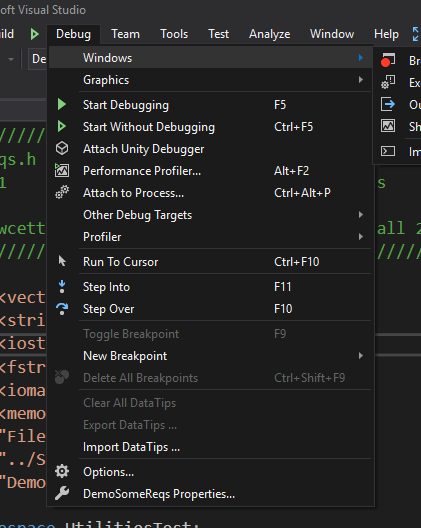 soft Visual Studio
ild Debug Team Tools Test Analyze Window Help
De
Windows
Graphics
Start Debugging F5
Start Without Debugging Ctrl+F5
Attach Unity Debugger
Performance Profiler... Alt+F2
Attach to Process... Ctrl+Alt+P
Other Debug Targets
Profiler
Run To Cursor Ctrl+F10
Step Into F11
Step Over F10
Toggle Breakpoint F9
New Breakpoint
Delete All Breakpoints Ctrl+Shift+F9
Clear All DataTips
Export DataTips ...
Import DataTips ...
Options...
DemoSomeReqs Properties...
Br
Exc
Ou
Sh
Im
//////
qs.h
1 s
wcett all 2
////// /////
<vect
<stri
<iost
<fstr
<ioma
<memo
"File
"../S
"Demo
espace UtilitiesTest;